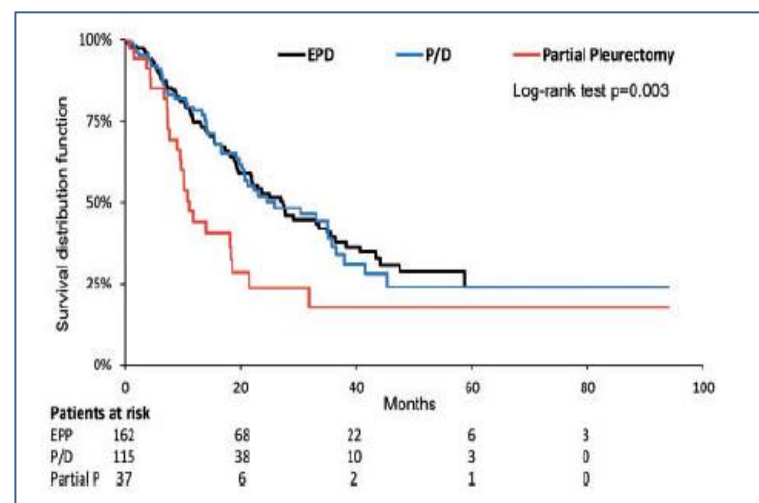 100%
EPD P/D Partial Pleurectomy
Log-rank test p=0.003
75%
50%
25%
0%
Survival distribution function
0 20 40 60 80 100
Months
Patients at risk
EPP 162 68 22 6 3
P/D 115 38 10 3 0
Partial P 37 6 2 1 0